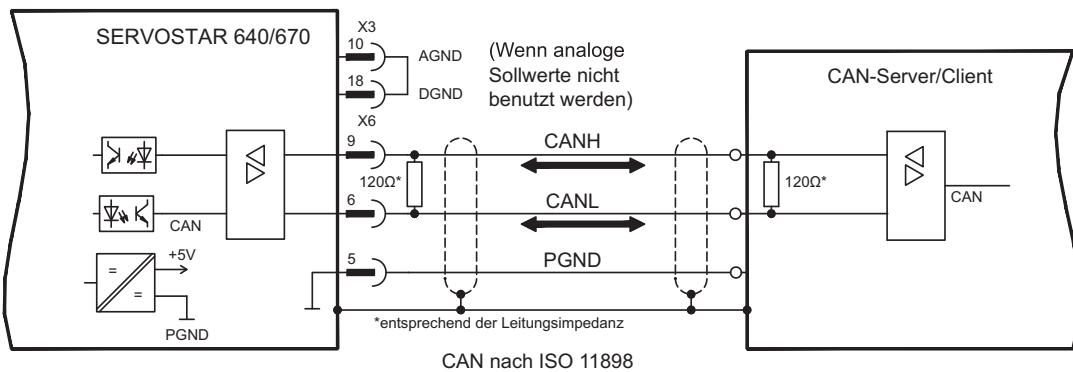 SERVOSTAR 640/670
X3
10
AGND
18
DGND
(Wenn analoge
Sollwerte nicht
benutzt werden)
CAN-Server/Client
X6
9
CANH
120Ω*
120Ω*
6
CANL
CAN
CAN
+5V
5
PGND
=
=
PGND
*entsprechend der Leitungsimpedanz
CAN nach ISO 11898